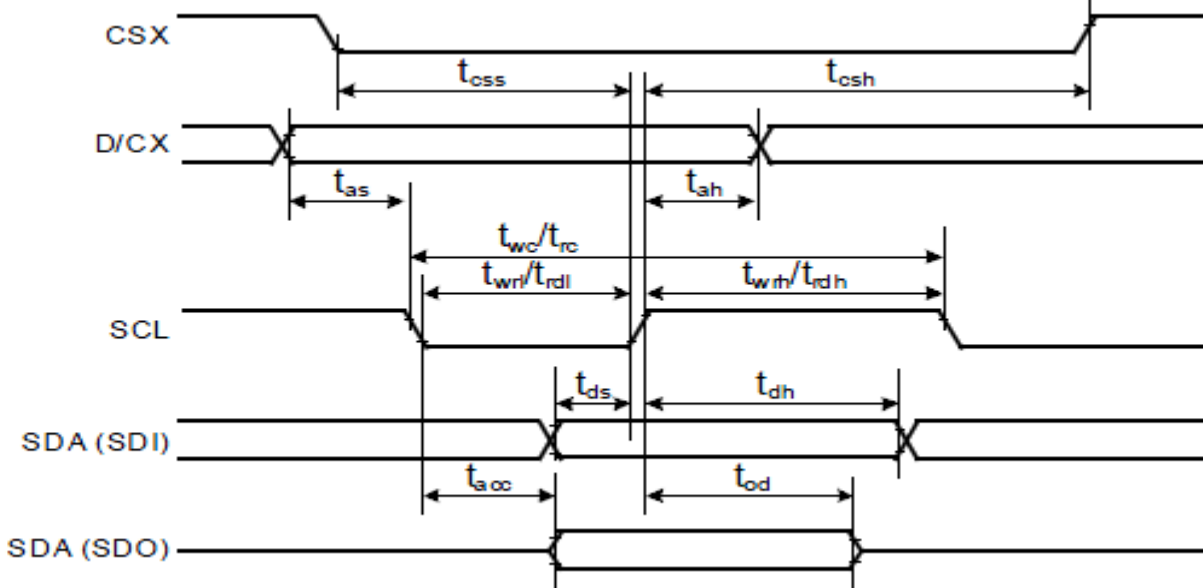 CSX
tcss tcsh
D/CX
tas tah
twc/trc
twrl/trdl twrh/trdh
SCL
tds tdh
SDA (SDI)
tacc tod
SDA (SDO)